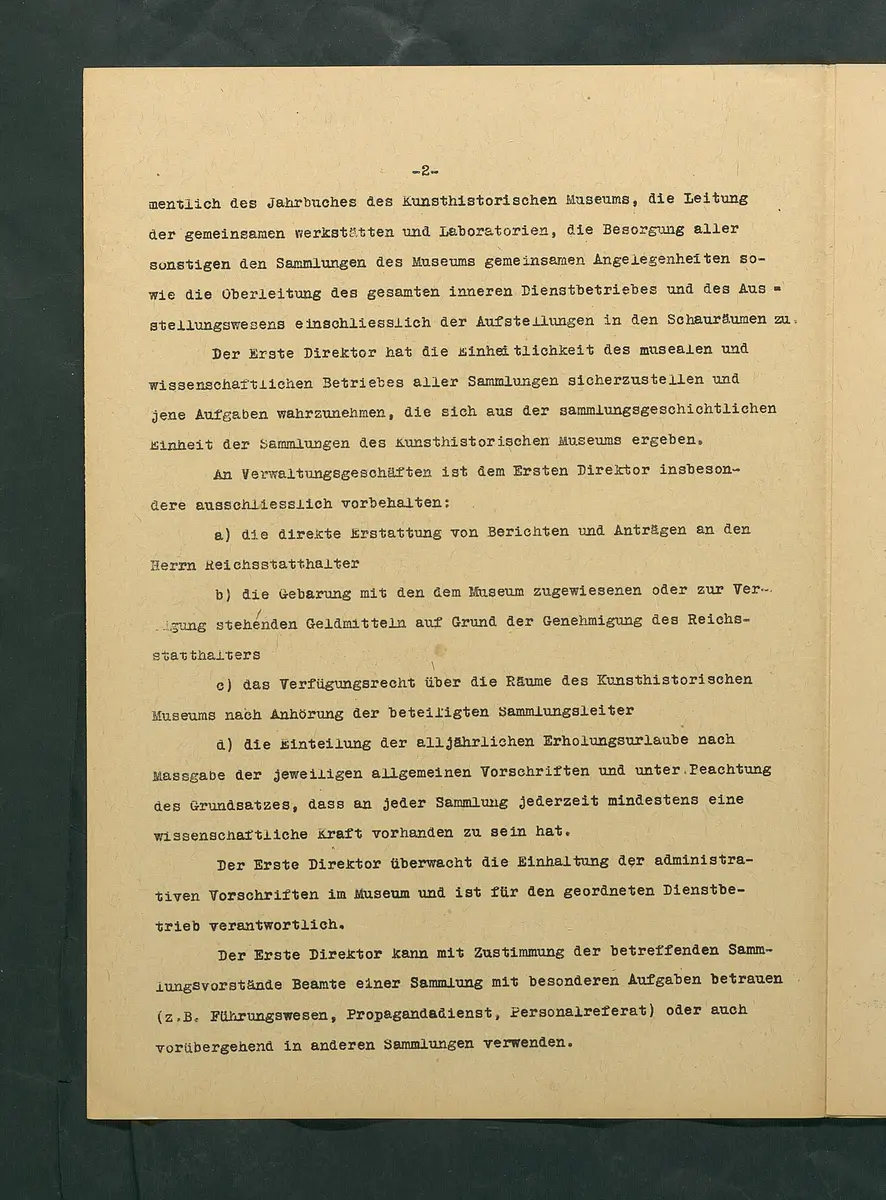 -2-
mentlich des Jahrbuches des Kunsthistorischen Museums, die Leitung
der gemeinsamen Werkstätten und Laboratorien, die Besorgung aller
sonstigen den Sammlungen des Museums gemeinsamen Angelegenheiten so-
wie die Oberleitung des gesamten inneren Dienstbetriebes und des Aus-
stellungswesens einschliesslich der Aufstellungen in den Schauräumen zu.
Der Erste Direktor hat die Einheitlichkeit des musealen und
wissenschaftlichen Betriebes aller Sammlungen sicherzustellen und
jene Aufgaben wahrzunehmen, die sich aus der sammlungsgeschichtlichen
Einheit der Sammlungen des Kunsthistorischen Museums ergeben.
An Verwaltungsgeschäften ist dem Ersten Direktor insbeson-
dere ausschliesslich vorbehalten:
a) die direkte Erstattung von Berichten und Anträgen an den
Herrn Reichsstatthalter
b) die Gebarung mit den dem Museum zugewiesenen oder zur Ver-
igung stehenden Geldmitteln auf Grund der Genehmigung des Reichs-
statthalters
c) das Verfügungsrecht über die Räume des Kunsthistorischen
Museums nach Anhörung der beteiligten Sammlungsleiter
d) die Einteilung der alljährlichen Erholungsurlaube nach
Massgabe der jeweiligen allgemeinen Vorschriften und unter Peachtung
des Grundsatzes, dass an jeder Sammlung jederzeit mindestens eine
wissenschaftliche Kraft vorhanden zu sein hat.
Der Erste Direktor überwacht die Einhaltung der administra-
tiven Vorschriften im Museum und ist für den geordneten Dienstbe-
trieb verantwortlich.
Der Erste Direktor kann mit Zustimmung der betreffenden Samm-
lungsvorstände Beamte einer Sammlung mit besonderen Aufgaben betrauen
(z.B. Führungswesen, Propagandadienst, Personalreferat) oder auch
vorübergehend in anderen Sammlungen verwenden.